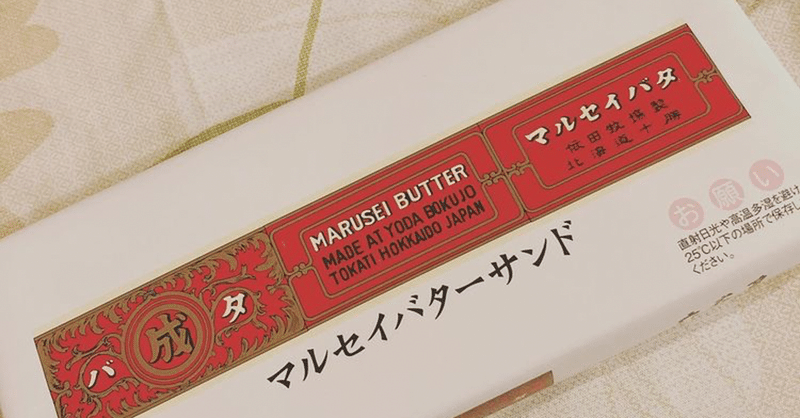 バ 成 タ
MARUSEI BUTTER
MADE AT YODA BOKUJO
TOKATI HOKKAIDO JAPAN
マルセイバタ
依田牧場製
北海道十勝
マルセイバターサンド
お願い
直射日光や高温多湿を避け
25℃以下の場所で保存し
ください。